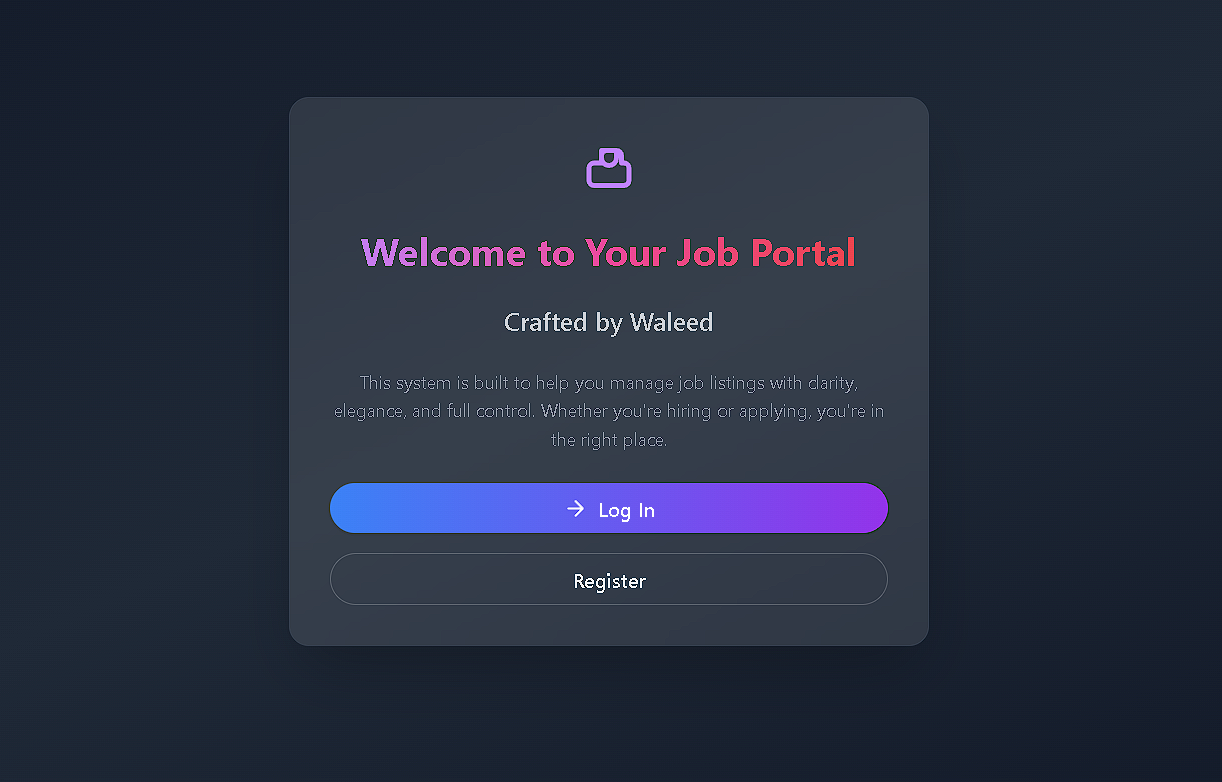 Welcome to Your Job Portal
Crafted by Waleed
This system is built to help you manage job listings with clarity,
elegance, and full control. Whether you're hiring or applying, you're in
the right place.
Log In
Register